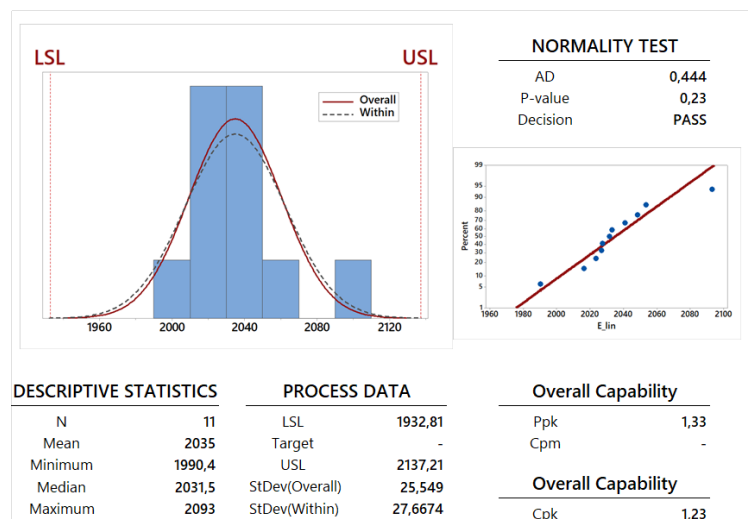 LSL USL
Overall
Within
1960 2000 2040 2080 2120
NORMALITY TEST
AD 0,444
P-value 0,23
Decision PASS
99
95
90
80
70
60
50
40
30
20
10
5
1
Percent
1960 1980 2000 2020 2040 2060 2080 2100
E_lin
DESCRIPTIVE STATISTICS
N 11
Mean 2035
Minimum 1990,4
Median 2031,5
Maximum 2093
PROCESS DATA
LSL 1932,81
Target -
USL 2137,21
StDev(Overall) 25,549
StDev(Within) 27,6674
Overall Capability
Ppk 1,33
Cpm -
Overall Capability
Cpk 1,23